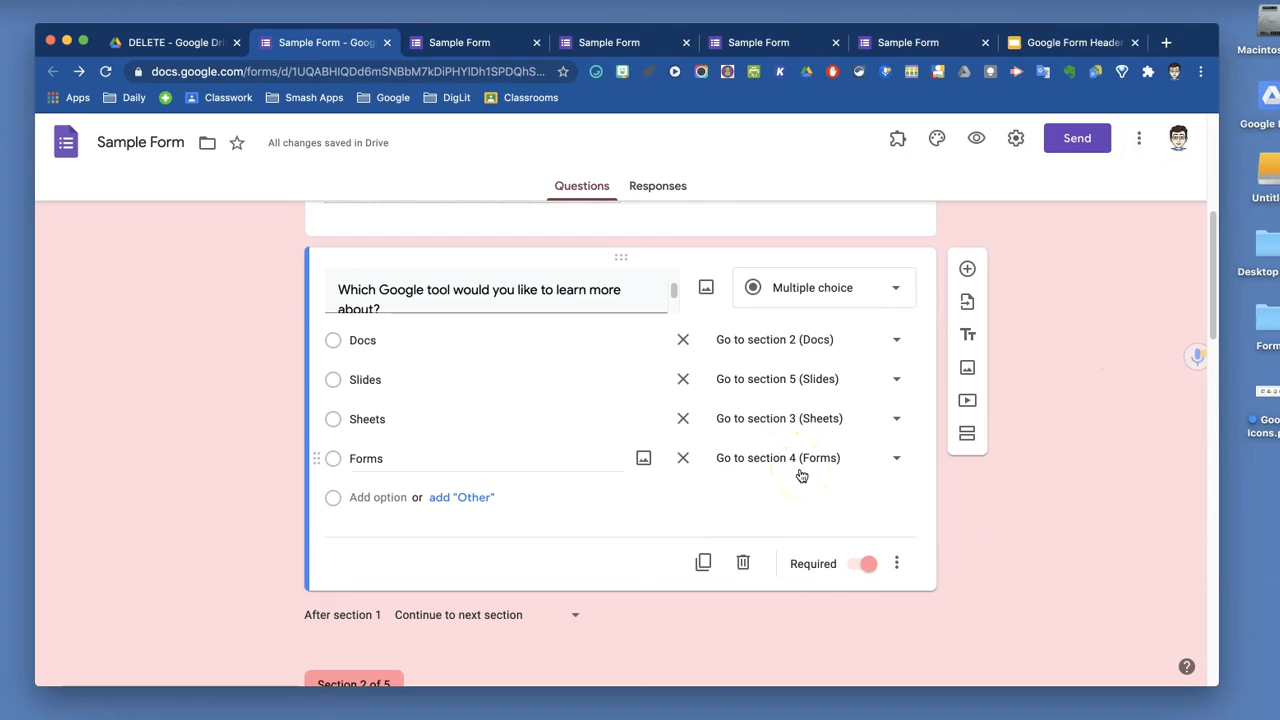 DELETE - Google Dri
Sample Form - Goog
Sample Form
Sample Form
Sample Form
Sample Form
Google Form Header
docs.google.com/forms/d/1UQABHIQDd6mSNBbM7kDiPHYlDh1SPDQhS...
Apps
Daily
Classwork
Smash Apps
Google
DigLit
Classrooms
Sample Form
All changes saved in Drive
Send
Questions
Responses
Which Google tool would you like to learn more
about?
Multiple choice
Docs
Go to section 2 (Docs)
Slides
Go to section 5 (Slides)
Sheets
Go to section 3 (Sheets)
Forms
Go to section 4 (Forms)
Add option or add "Other"
Required
After section 1 Continue to next section
Section 2 of 5
Macintos
Google
Untitl
Desktop
Form
Goo
Icons.p